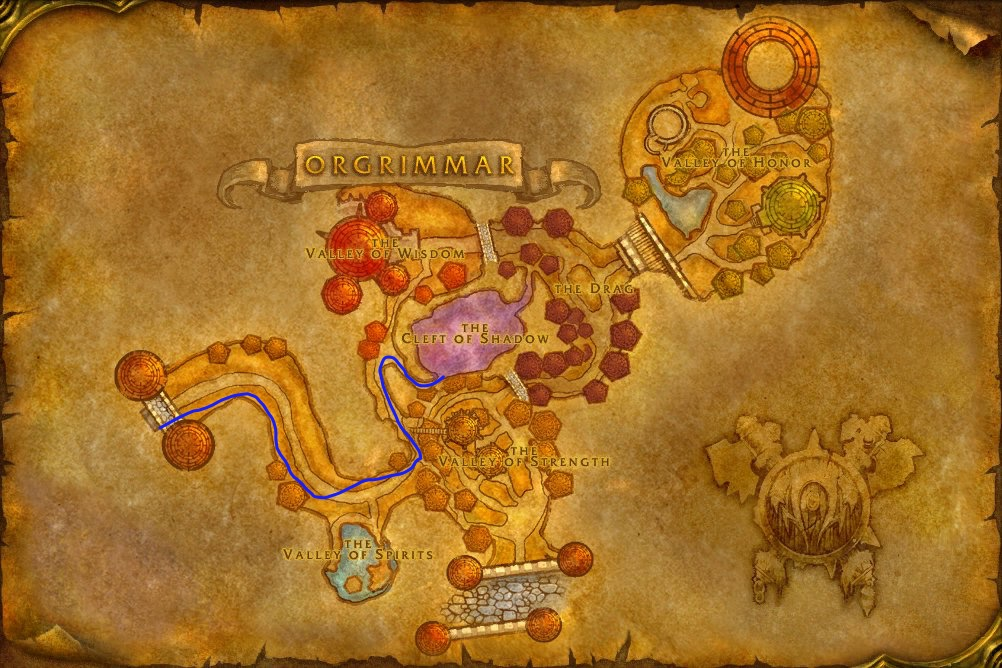 ORGRIMMAR
THE
VALLEY OF HONOR
THE
VALLEY OF WISDOM
THE DRAG
THE
CLEFT OF SHADOW
THE
VALLEY OF STRENGTH
THE
VALLEY OF SPIRITS